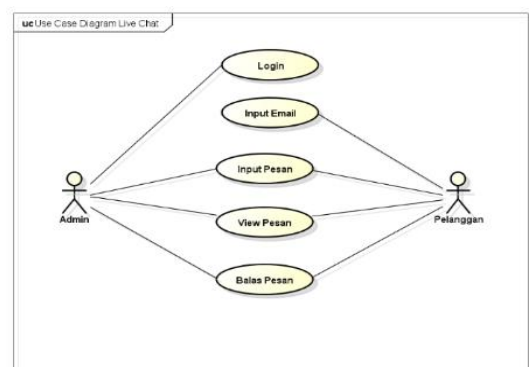 uc Use Case Diagram Live Chat
Login
Input Email
Input Pesan
Admin
Pelanggan
View Pesan
Balas Pesan